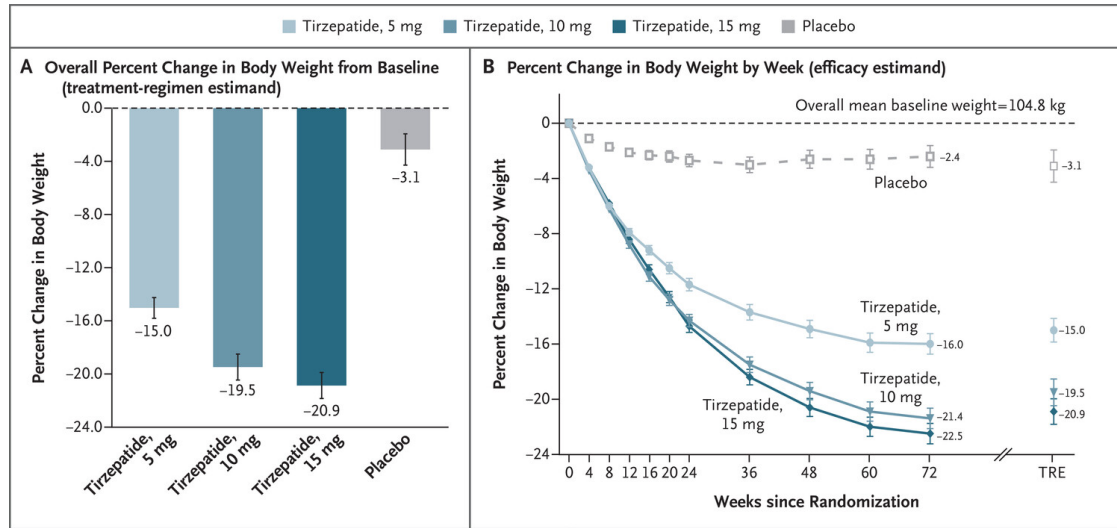 Tirzepatide, 5 mg Tirzepatide, 10 mg Tirzepatide, 15 mg Placebo
A Overall Percent Change in Body Weight from Baseline
(treatment-regimen estimand)
Percent Change in Body Weight
0.0
−4.0
−8.0
−12.0
−16.0
−20.0
−24.0
−15.0
−19.5
−20.9
−3.1
Tirzepatide,
5 mg
Tirzepatide,
10 mg
Tirzepatide,
15 mg
Placebo
B Percent Change in Body Weight by Week (efficacy estimand)
Overall mean baseline weight=104.8 kg
Percent Change in Body Weight
0
−4
−8
−12
−16
−20
−24
−2.4
−3.1
Placebo
Tirzepatide,
5 mg
−16.0
−15.0
Tirzepatide,
10 mg
−21.4
−19.5
Tirzepatide,
15 mg
−22.5
−20.9
0 4 8 12 16 20 24 36 48 60 72 TRE
Weeks since Randomization